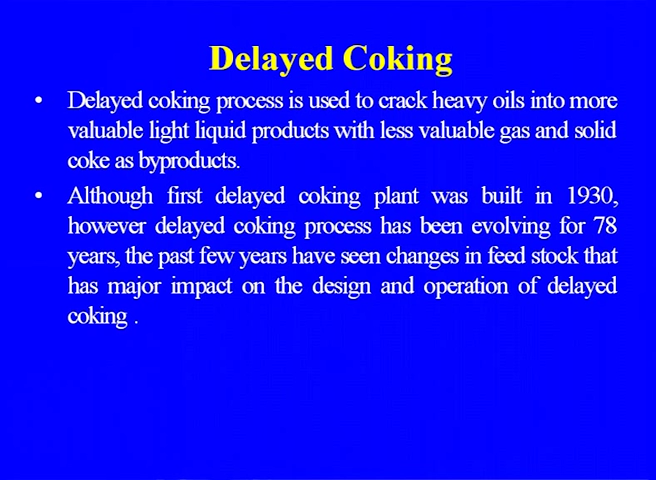 Delayed Coking
• Delayed coking process is used to crack heavy oils into more
valuable light liquid products with less valuable gas and solid
coke as byproducts.
• Although first delayed coking plant was built in 1930,
however delayed coking process has been evolving for 78
years, the past few years have seen changes in feed stock that
has major impact on the design and operation of delayed
coking .